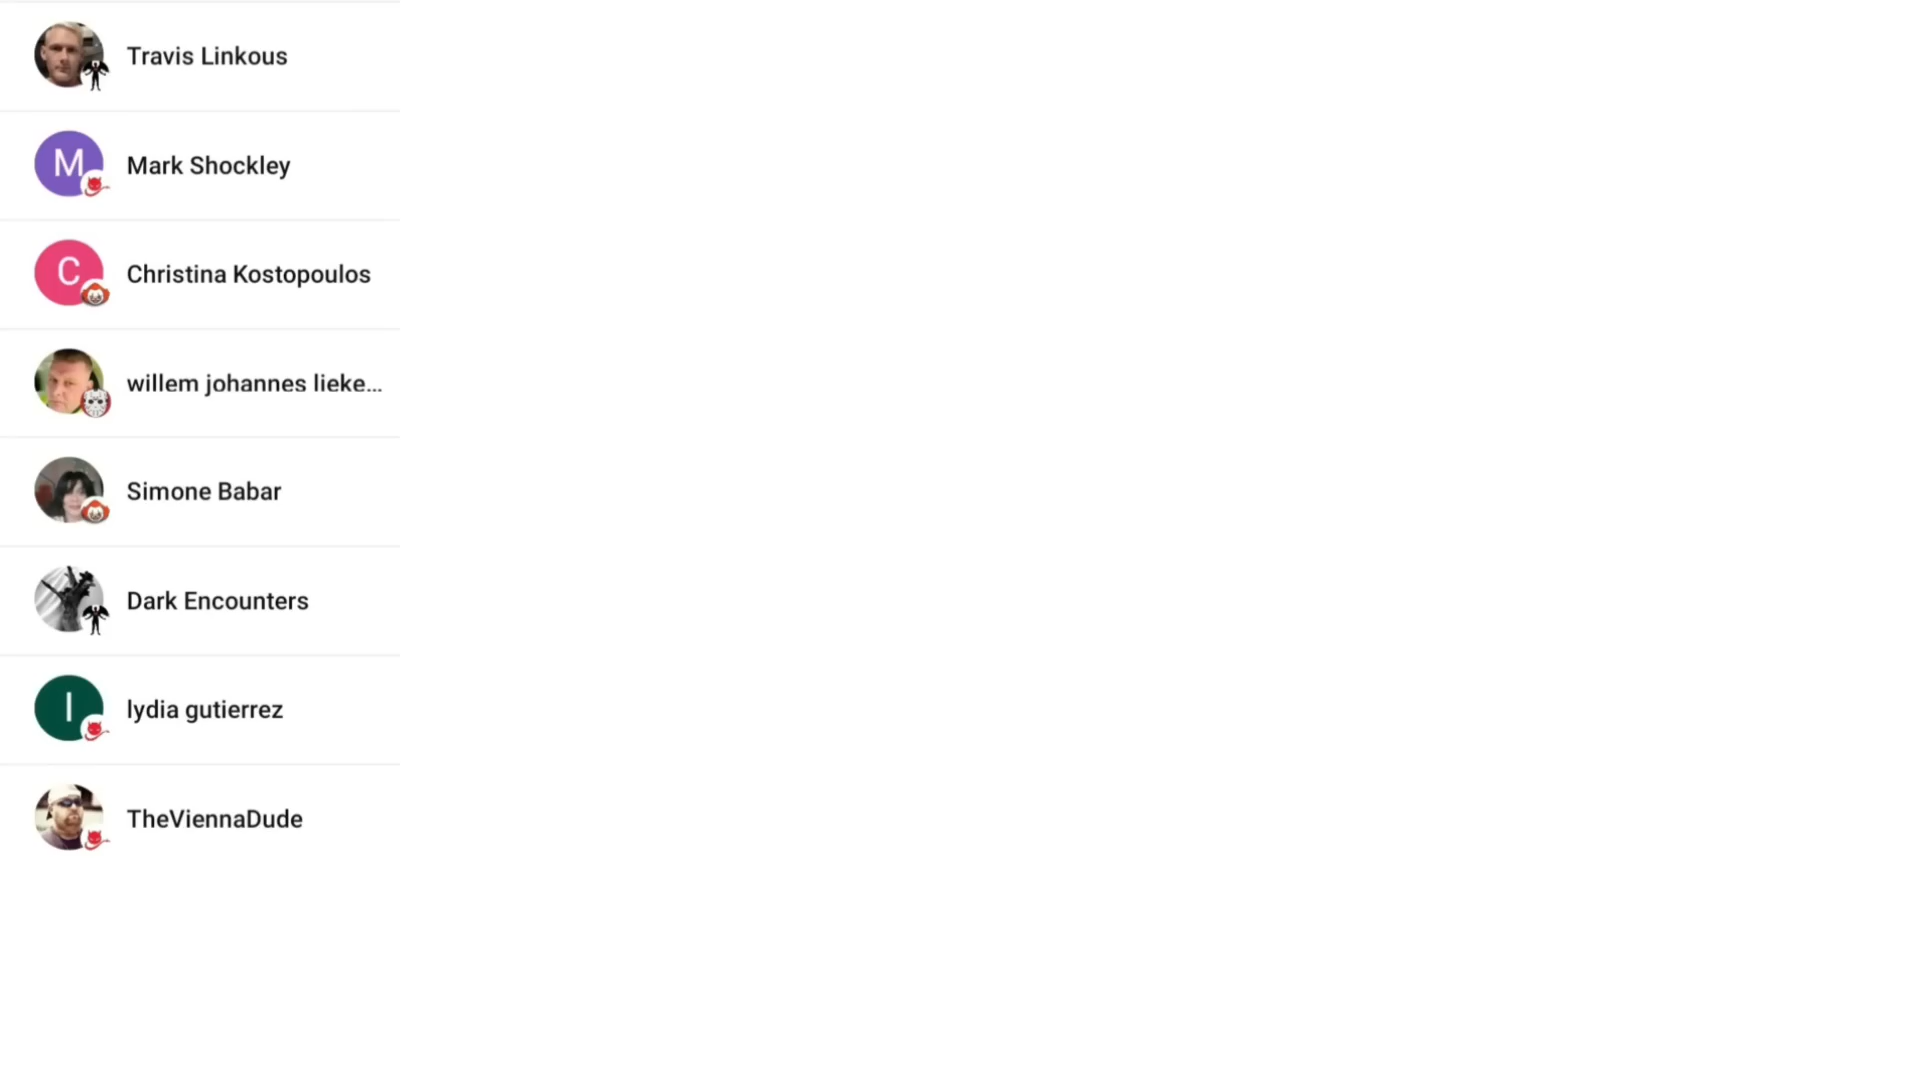 Travis Linkous
M
Mark Shockley
C
Christina Kostopoulos
willem johannes lieke...
Simone Babar
Dark Encounters
l
lydia gutierrez
TheViennaDude